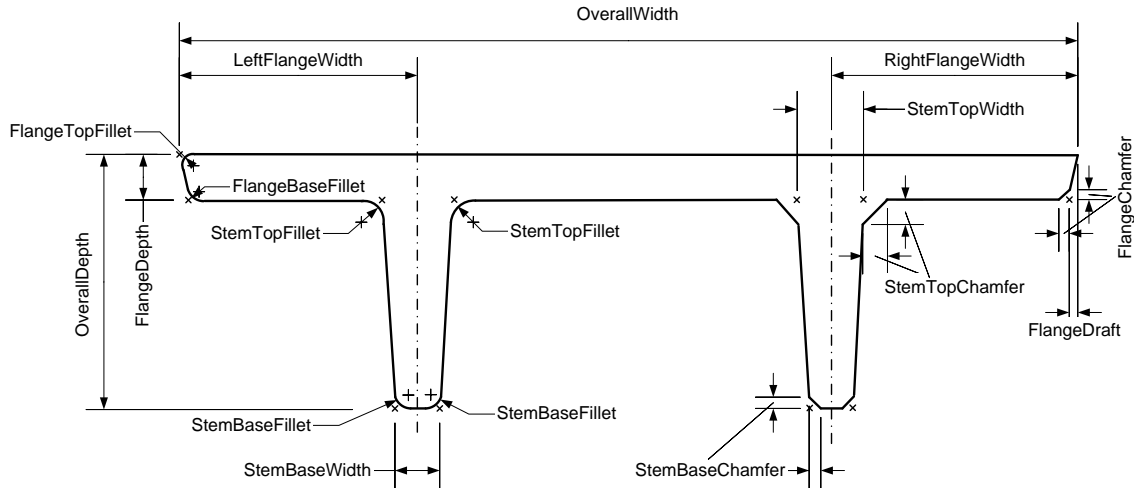 OverallWidth
LeftFlangeWidth
RightFlangeWidth
StemTopWidth
FlangeTopFillet
FlangeBaseFillet
FlangeChamfer
StemTopFillet
StemTopFillet
OverallDepth
FlangeDepth
StemTopChamfer
FlangeDraft
StemBaseFillet
StemBaseFillet
StemBaseWidth
StemBaseChamfer